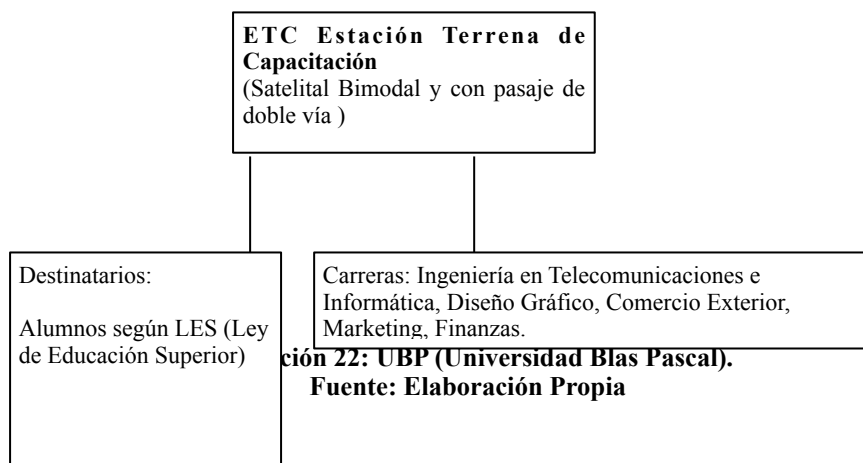 ETC Estación Terrena de
Capacitación
(Satelital Bimodal y con pasaje de
doble vía )
Destinatarios:
Alumnos según LES (Ley
de Educación Superior)
Carreras: Ingeniería en Telecomunicaciones e
Informática, Diseño Gráfico, Comercio Exterior,
Marketing, Finanzas.
ción 22: UBP (Universidad Blas Pascal).
Fuente: Elaboración Propia